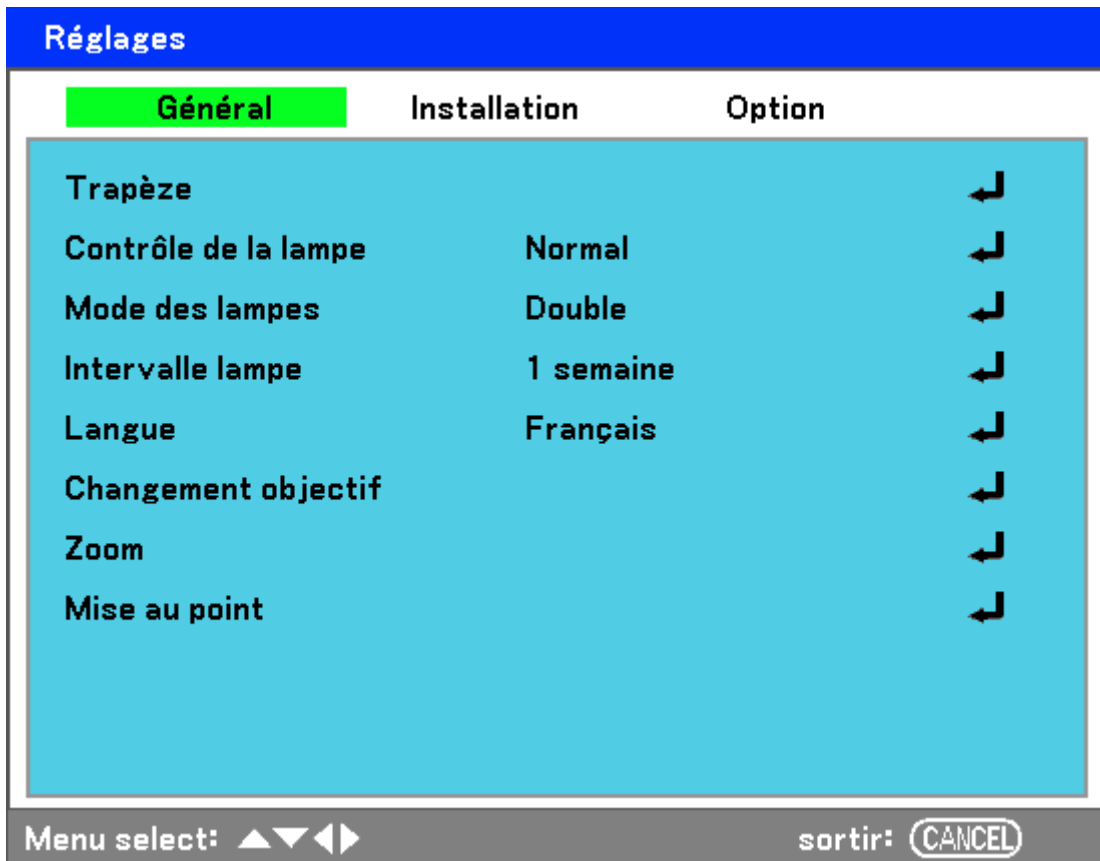 Réglages
Général Installation Option
Trapèze
Contrôle de la lampe Normal
Mode des lampes Double
Intervalle lampe 1 semaine
Langue Français
Changement objectif
Zoom
Mise au point
Menu select: ▲▼◀▶ sortir: CANCEL